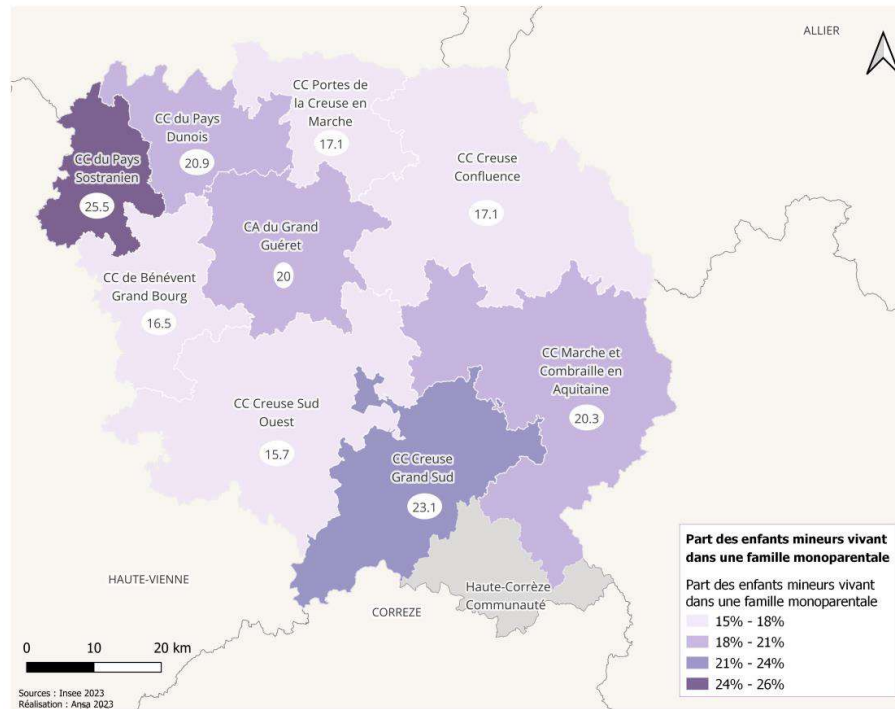 ALLIER
CC Portes de
la Creuse en
Marche
17.1
CC du Pays
Dunois
20.9
CC du Pays
Sostranien
25.5
CC Creuse
Confluence
17.1
CA du Grand
Guéret
20
CC de Bénévent
Grand Bourg
16.5
CC Marche et
Combraille en
Aquitaine
20.3
CC Creuse Sud
Ouest
15.7
CC Creuse
Grand Sud
23.1
Haute-Corrèze
Communauté
HAUTE-VIENNE
CORREZE
0 10 20 km
Sources : Insee 2023
Réalisation : Ansa 2023
Part des enfants mineurs vivant
dans une famille monoparentale
Part des enfants mineurs vivant
dans une famille monoparentale
15% - 18%
18% - 21%
21% - 24%
24% - 26%